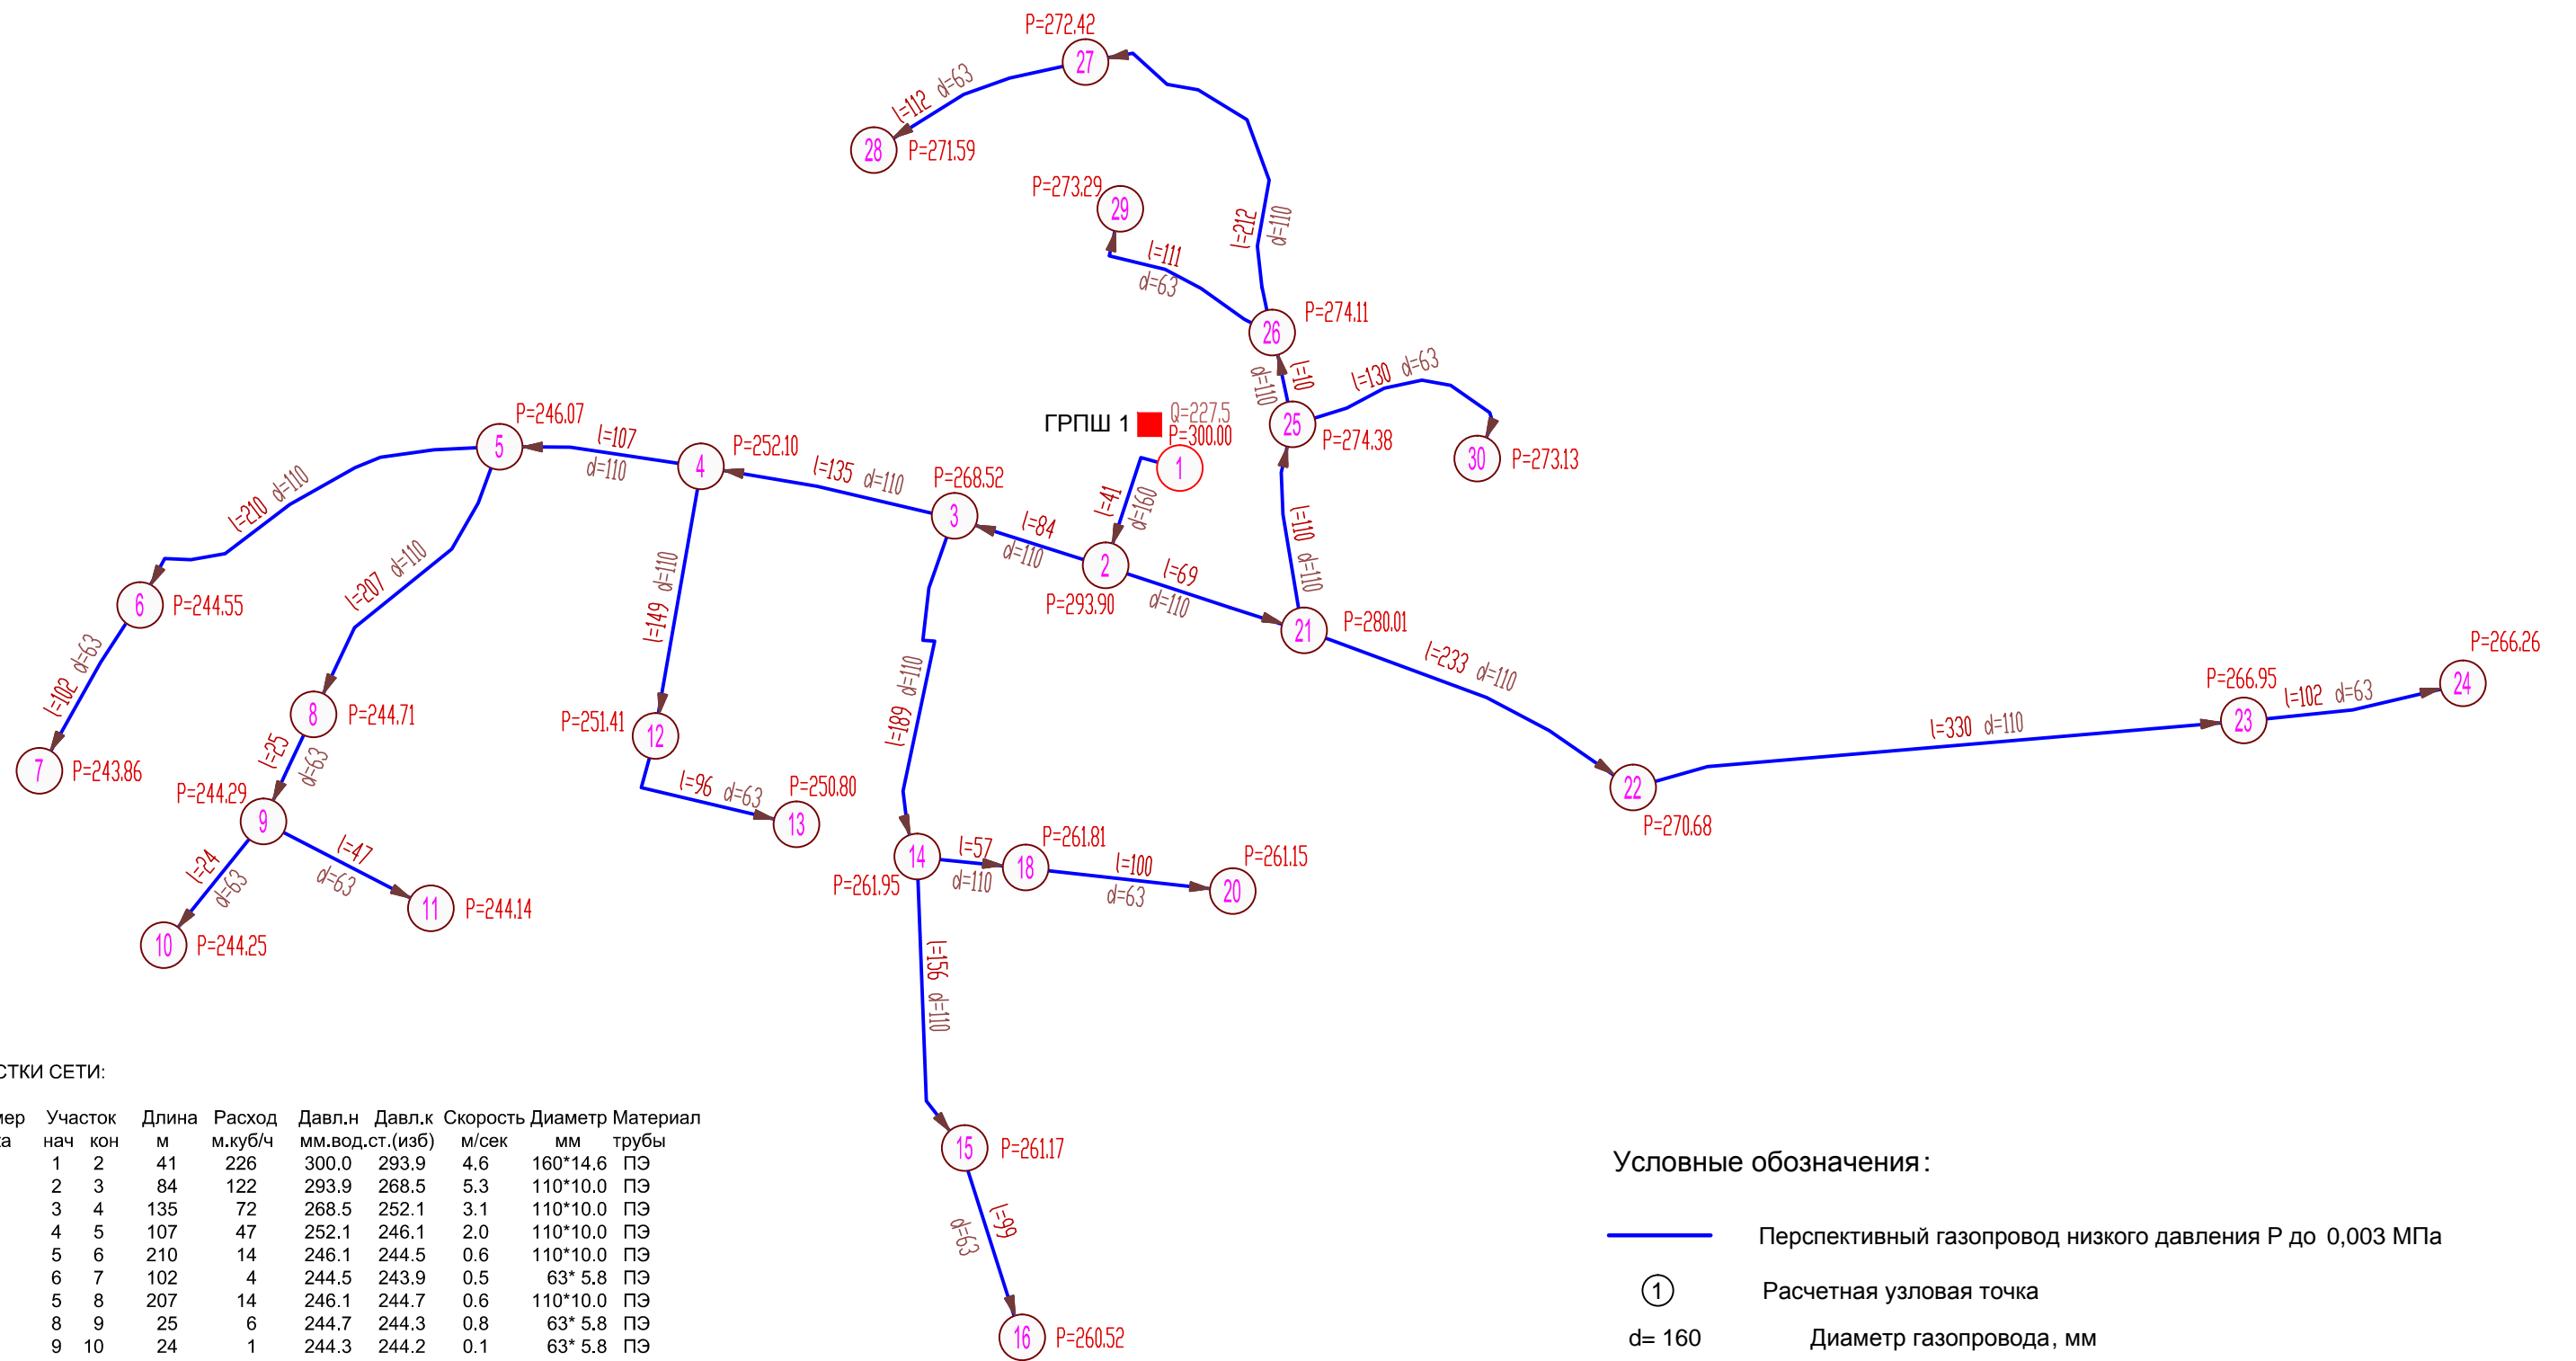 P=272.42
27
l=112 d=63
28
P=271.59
P=273.29
29
l=212
d=110
l=111
d=63
26
P=274.11
l=10
d=110
l=130 d=63
ГРПШ 1
Q=227.5
P=300.00
1
25
P=274.38
30
P=273.13
P=246.07
5
l=107
d=110
4
P=252.10
l=135 d=110
P=268.52
3
l=84
d=110
l=41
d=160
2
P=293.90
l=69
d=110
l=110 d=110
21
P=280.01
l=210 d=110
l=207 d=110
l=149 d=110
6
P=244.55
l=102 d=63
7
P=243.86
8
P=244.71
l=25
d=63
P=244.29
9
l=24
d=63
l=47
d=63
10
P=244.25
11
P=244.14
P=251.41
12
l=96 d=63
P=250.80
13
l=189 d=110
14
P=261.95
l=57
d=110
P=261.81
18
l=100
d=63
P=261.15
20
l=233 d=110
22
P=270.68
l=330 d=110
P=266.95
23
l=102 d=63
P=266.26
24
l=156 d=110
15
P=261.17
l=99
d=63
16
P=260.52
СТКИ СЕТИ:
мер Участок Длина Расход Давл.н Давл.к Скорость Диаметр Материал
ка нач кон м м.куб/ч мм.вод.ст.(изб) м/сек мм трубы
1 2 41 226 300.0 293.9 4.6 160*14.6 ПЭ
2 3 84 122 293.9 268.5 5.3 110*10.0 ПЭ
3 4 135 72 268.5 252.1 3.1 110*10.0 ПЭ
4 5 107 47 252.1 246.1 2.0 110*10.0 ПЭ
5 6 210 14 246.1 244.5 0.6 110*10.0 ПЭ
6 7 102 4 244.5 243.9 0.5 63* 5.8 ПЭ
5 8 207 14 246.1 244.7 0.6 110*10.0 ПЭ
8 9 25 6 244.7 244.3 0.8 63* 5.8 ПЭ
9 10 24 1 244.3 244.2 0.1 63* 5.8 ПЭ
Условные обозначения:
Перспективный газопровод низкого давления Р до 0,003 МПа
1 Расчетная узловая точка
d= 160 Диаметр газопровода, мм